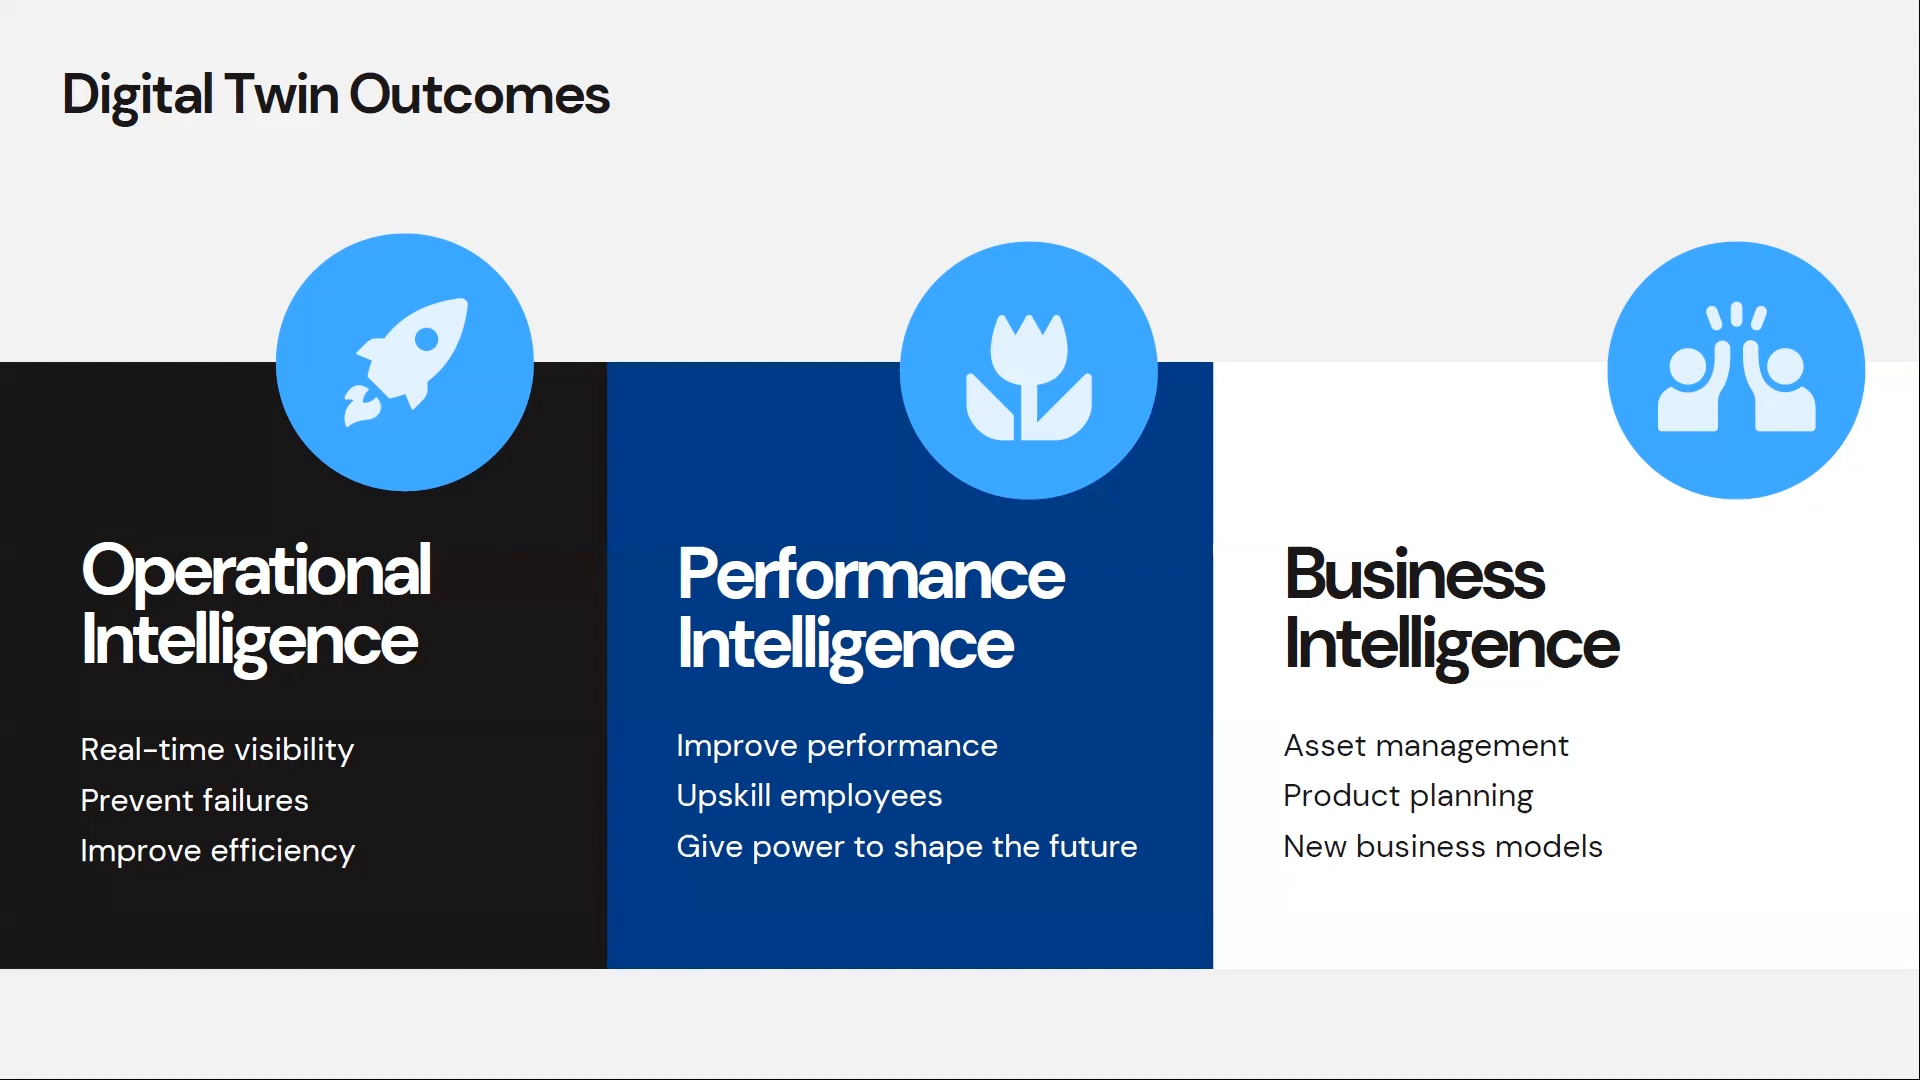 Digital Twin Outcomes
Operational
Intelligence
Real-time visibility
Prevent failures
Improve efficiency
Performance
Intelligence
Improve performance
Upskill employees
Give power to shape the future
Business
Intelligence
Asset management
Product planning
New business models